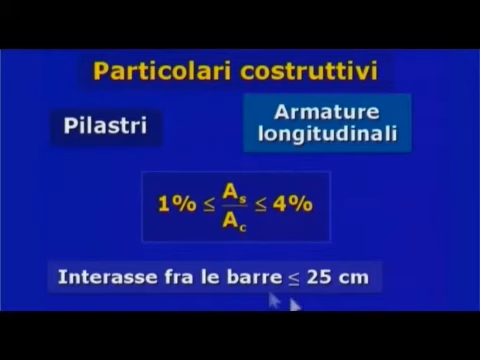 Particolari costruttivi
Pilastri
Armature
longitudinali
1% ≤ As/Ac ≤ 4%
Interasse fra le barre ≤ 25 cm